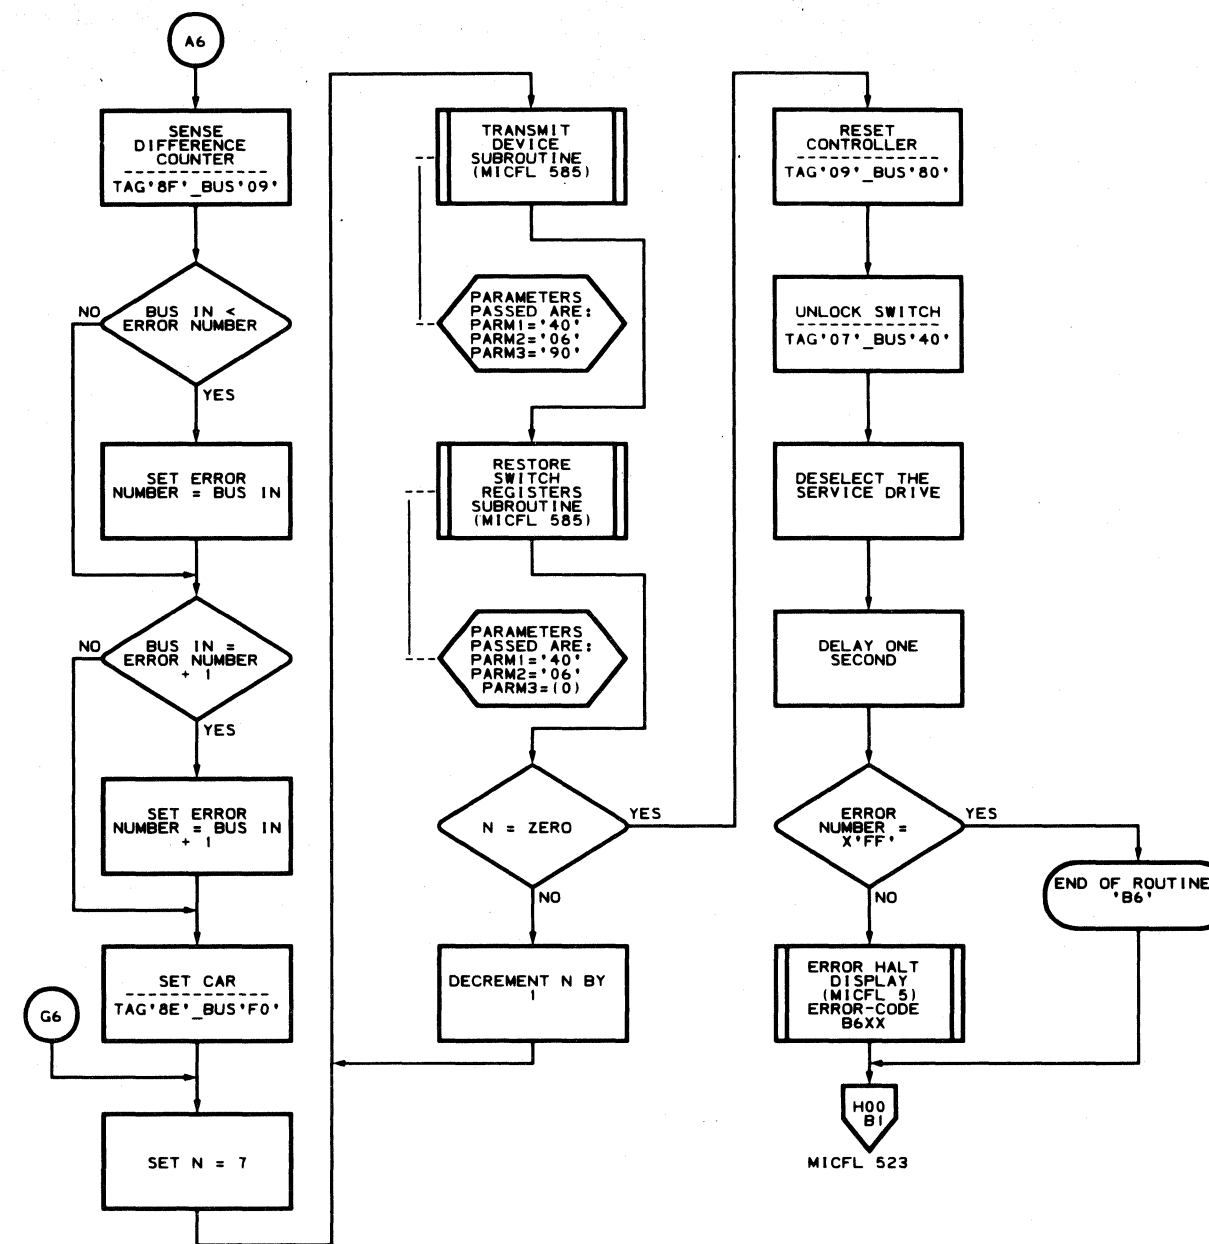 A6
SENSE
DIFFERENCE
COUNTER
TAG'8F'_BUS'09'
BUS IN <
ERROR NUMBER
NO
YES
SET ERROR
NUMBER = BUS IN
BUS IN =
ERROR NUMBER
+ 1
NO
YES
SET ERROR
NUMBER = BUS IN
+ 1
SET CAR
TAG'8E'_BUS'F0'
G6
SET N = 7
TRANSMIT
DEVICE
SUBROUTINE
(MICFL 585)
PARAMETERS
PASSED ARE:
PARM1='40'
PARM2='06'
PARM3='90'
RESTORE
SWITCH
REGISTERS
SUBROUTINE
(MICFL 585)
PARAMETERS
PASSED ARE:
PARM1='40'
PARM2='06'
PARM3=(0)
N = ZERO
YES
NO
DECREMENT N BY
1
RESET
CONTROLLER
TAG'09'_BUS'80'
UNLOCK SWITCH
TAG'07'_BUS'40'
DESELECT THE
SERVICE DRIVE
DELAY ONE
SECOND
ERROR
NUMBER =
X'FF'
YES
NO
END OF ROUTINE
'B6'
ERROR HALT
DISPLAY
(MICFL 5)
ERROR-CODE
B6XX
H00
B1
MICFL 523